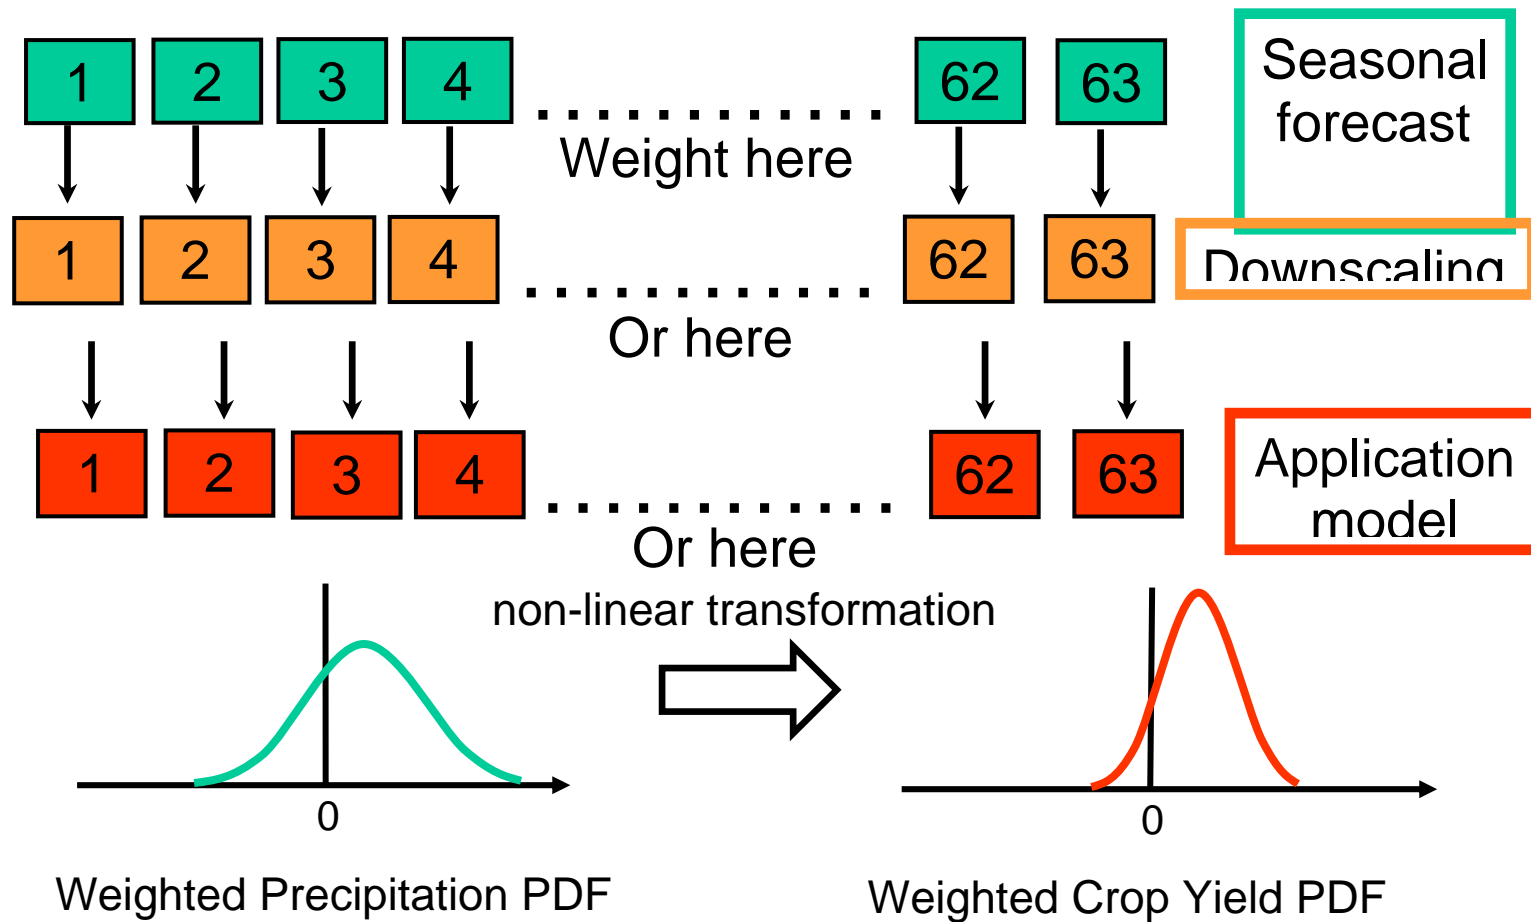 1 2 3 4 62 63
Seasonal
forecast
Weight here
1 2 3 4 62 63
Downscaling
Or here
1 2 3 4 62 63
Application
model
Or here
non-linear transformation
0
0
Weighted Precipitation PDF
Weighted Crop Yield PDF